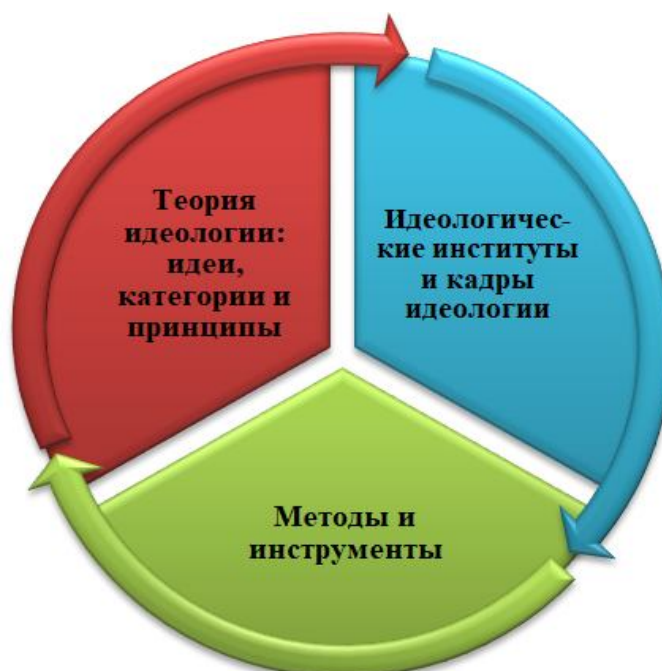 Теория
идеологии:
идеи,
категории и
принципы
Идеологичес-
кие институты
и кадры
идеологии
Методы и
инструменты